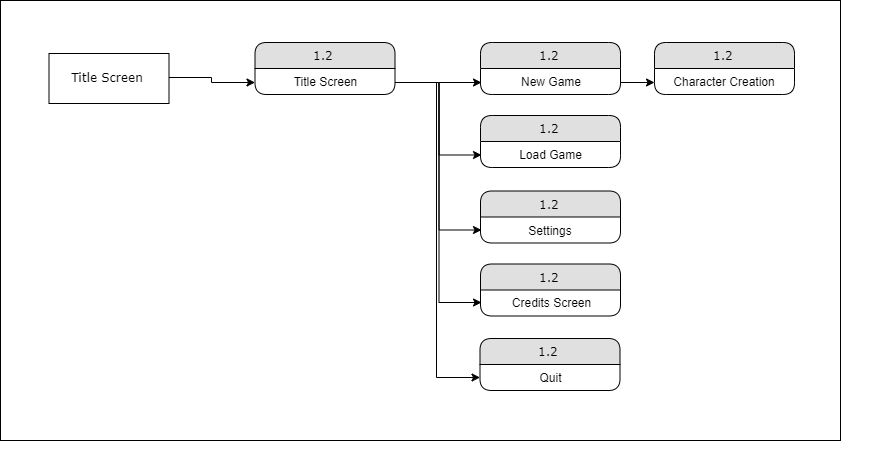 Title Screen
1.2
Title Screen
1.2
New Game
1.2
Character Creation
1.2
Load Game
1.2
Settings
1.2
Credits Screen
1.2
Quit